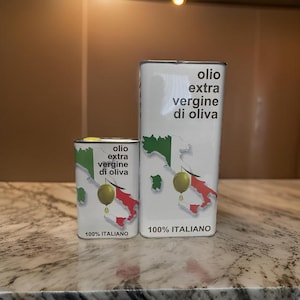 olio
extra
vergine
di oliva
100% ITALIANO
olio
extra
vergine
di oliva
100% ITALIANO